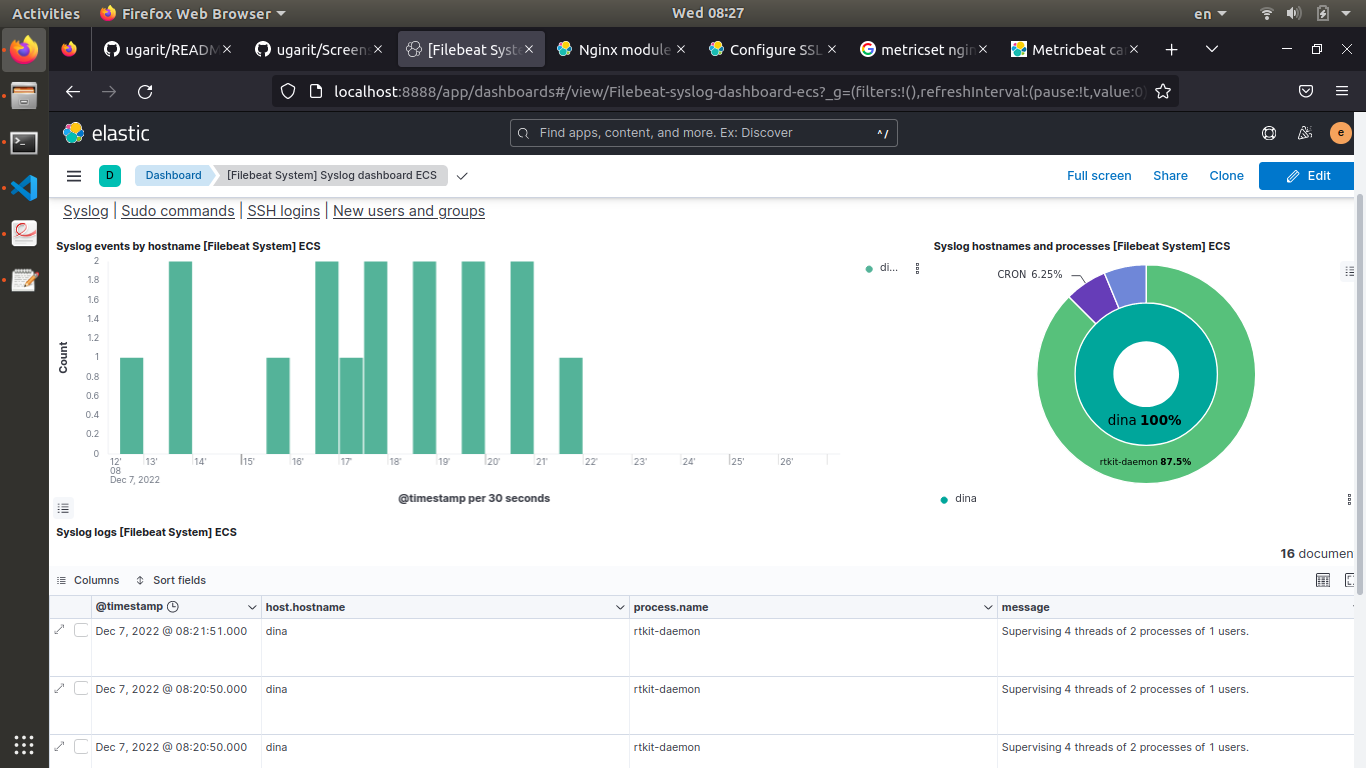 Activities Firefox Web Browser Wed 08:27 en
ugarit/READM ugarit/Screens [Filebeat Syste Nginx module Configure SSL metricset ngin Metricbeat ca
localhost:8888/app/dashboards#/view/Filebeat-syslog-dashboard-ecs?_g=(filters:!(),refreshInterval:(pause:!t,value:0)
elastic Find apps, content, and more. Ex: Discover ^/ e
D Dashboard [Filebeat System] Syslog dashboard ECS Full screen Share Clone Edit
Syslog | Sudo commands | SSH logins | New users and groups
Syslog events by hostname [Filebeat System] ECS
2
1.8
1.6
1.4
1.2
1
0.8
0.6
0.4
0.2
0
Count
12' 13' 14' 15' 16' 17' 18' 19' 20' 21' 22' 23' 24' 25' 26'
08
Dec 7, 2022
@timestamp per 30 seconds
di...
Syslog hostnames and processes [Filebeat System] ECS
CRON 6.25%
dina 100%
rtkit-daemon 87.5%
dina
Syslog logs [Filebeat System] ECS
16 documen
Columns Sort fields
@timestamp host.hostname process.name message
Dec 7, 2022 @ 08:21:51.000 dina rtkit-daemon Supervising 4 threads of 2 processes of 1 users.
Dec 7, 2022 @ 08:20:50.000 dina rtkit-daemon Supervising 4 threads of 2 processes of 1 users.
Dec 7, 2022 @ 08:20:50.000 dina rtkit-daemon Supervising 4 threads of 2 processes of 1 users.